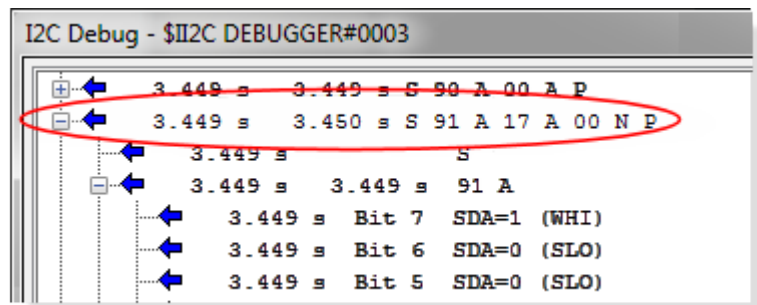 I2C Debug - $II2C DEBUGGER#0003
3.449 s 3.449 s S 90 A 00 A P
3.449 s 3.450 s S 91 A 17 A 00 N P
3.449 s S
3.449 s 3.449 s 91 A
3.449 s Bit 7 SDA=1 (WHI)
3.449 s Bit 6 SDA=0 (SLO)
3.449 s Bit 5 SDA=0 (SLO)